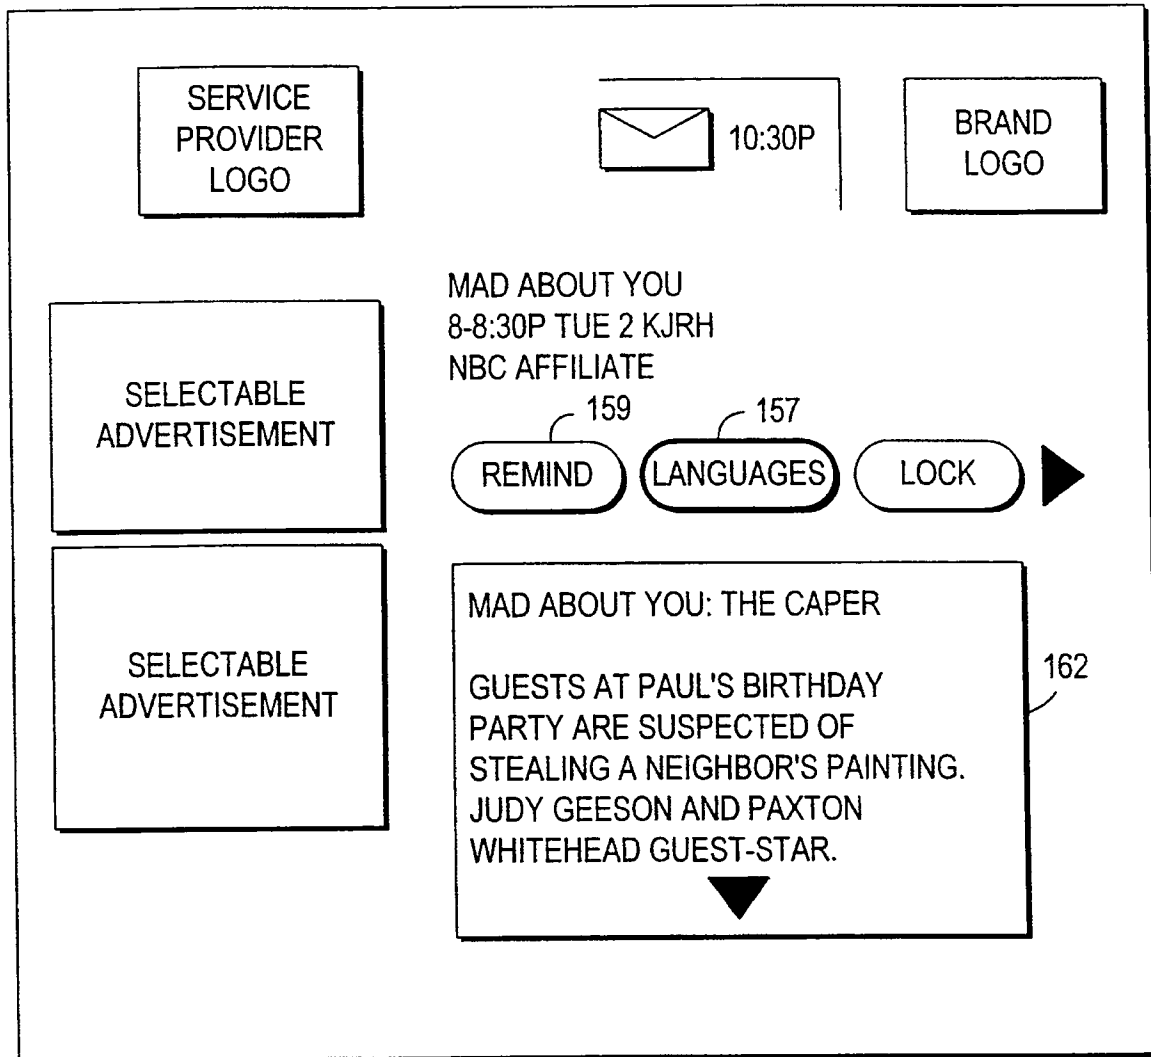 SERVICE
PROVIDER
LOGO
10:30P
BRAND
LOGO
SELECTABLE
ADVERTISEMENT
SELECTABLE
ADVERTISEMENT
MAD ABOUT YOU
8-8:30P TUE 2 KJRH
NBC AFFILIATE
159
157
REMIND
LANGUAGES
LOCK
MAD ABOUT YOU: THE CAPER
GUESTS AT PAUL'S BIRTHDAY
PARTY ARE SUSPECTED OF
STEALING A NEIGHBOR'S PAINTING.
JUDY GEESON AND PAXTON
WHITEHEAD GUEST-STAR.
162